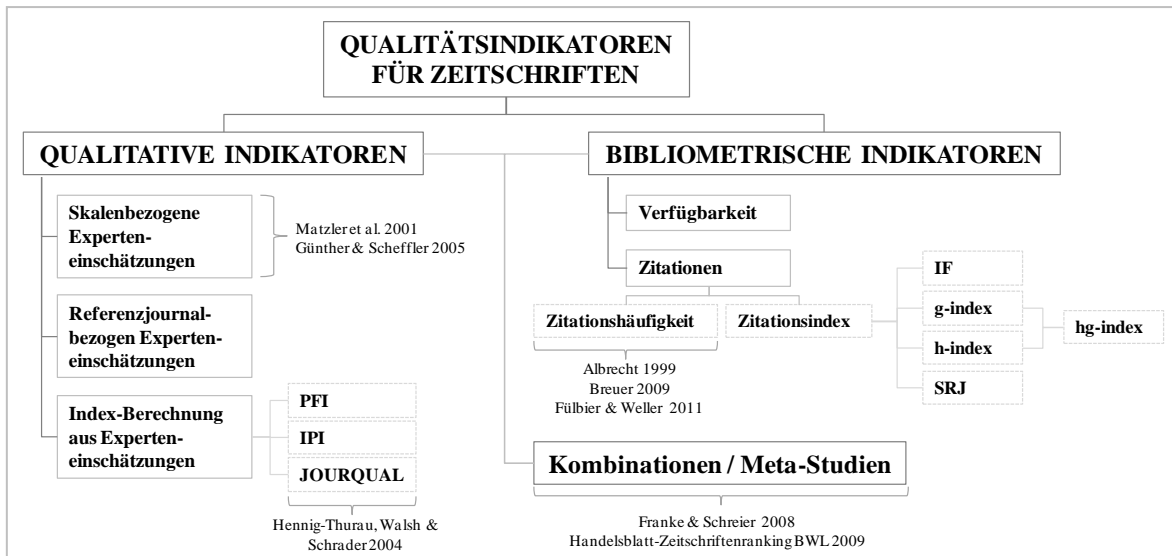 QUALITÄTSINDIKATOREN
FÜR ZEITSCHRIFTEN
QUALITATIVE INDIKATOREN
Skalenbezogene
Experten-
einschätzungen
Matzler et al. 2001
Günther & Scheffler 2005
Referenzjournal-
bezogen Experten-
einschätzungen
Index-Berechnung
aus Experten-
einschätzungen
PFI
IPI
JOURQUAL
Hennig-Thurau, Walsh &
Schrader 2004
BIBLIOMETRISCHE INDIKATOREN
Verfügbarkeit
Zitationen
Zitationshäufigkeit
Albrecht 1999
Breuer 2009
Fülbier & Weller 2011
Zitationsindex
IF
g-index
h-index
SRJ
hg-index
Kombinationen / Meta-Studien
Franke & Schreier 2008
Handelsblatt-Zeitschriftenranking BWL 2009